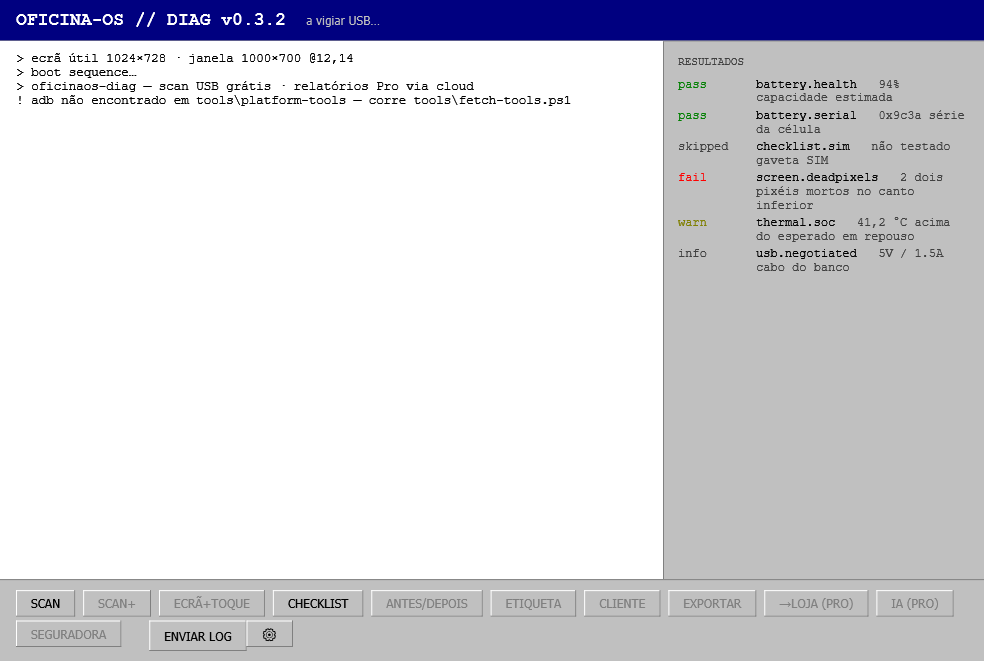 OFICINA-OS // DIAG v0.3.2 a vigiar USB…
> ecrã útil 1024×728 · janela 1000×700 @12,14
> boot sequence…
> oficinaos-diag — scan USB grátis · relatórios Pro via cloud
! adb não encontrado em tools\platform-tools — corre tools\fetch-tools.ps1
RESULTADOS
pass battery.health 94%
capacidade estimada
pass battery.serial 0x9c3a série
da célula
skipped checklist.sim não testado
gaveta SIM
fail screen.deadpixels 2 dois
pixéis mortos no canto
inferior
warn thermal.soc 41,2 °C acima
do esperado em repouso
info usb.negotiated 5V / 1.5A
cabo do banco
SCAN SCAN+ ECRÃ+TOQUE CHECKLIST ANTES/DEPOIS ETIQUETA CLIENTE EXPORTAR →LOJA (PRO) IA (PRO)
SEGURADORA ENVIAR LOG